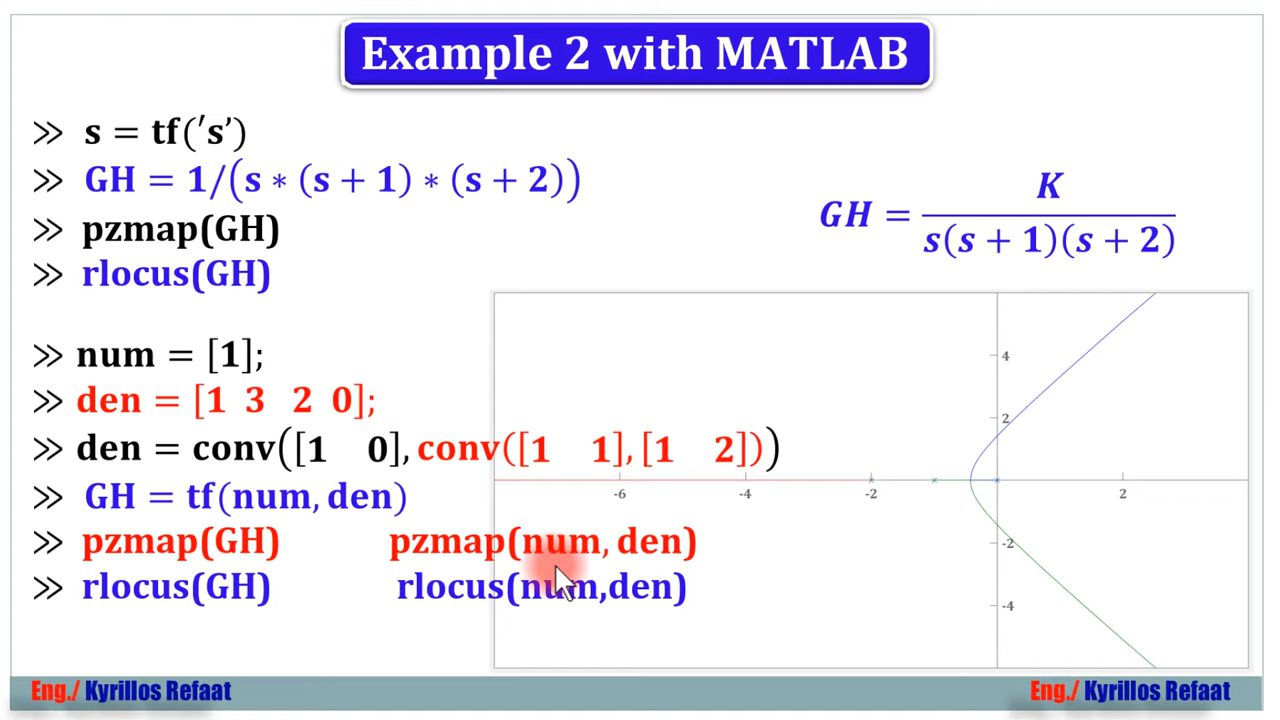 Example 2 with MATLAB
≫ s = tf(′s’)
≫ GH = 1/(s ∗ (s + 1) ∗ (s + 2))
≫ pzmap(GH)
≫ rlocus(GH)
GH = K / s(s + 1)(s + 2)
≫ num = [1];
≫ den = [1 3 2 0];
≫ den = conv([1 0], conv([1 1], [1 2]))
≫ GH = tf(num, den)
≫ pzmap(GH) pzmap(num, den)
≫ rlocus(GH) rlocus(num,den)
4
2
-6 -4 -2 2
-2
-4
Eng./ Kyrillos Refaat Eng./ Kyrillos Refaat